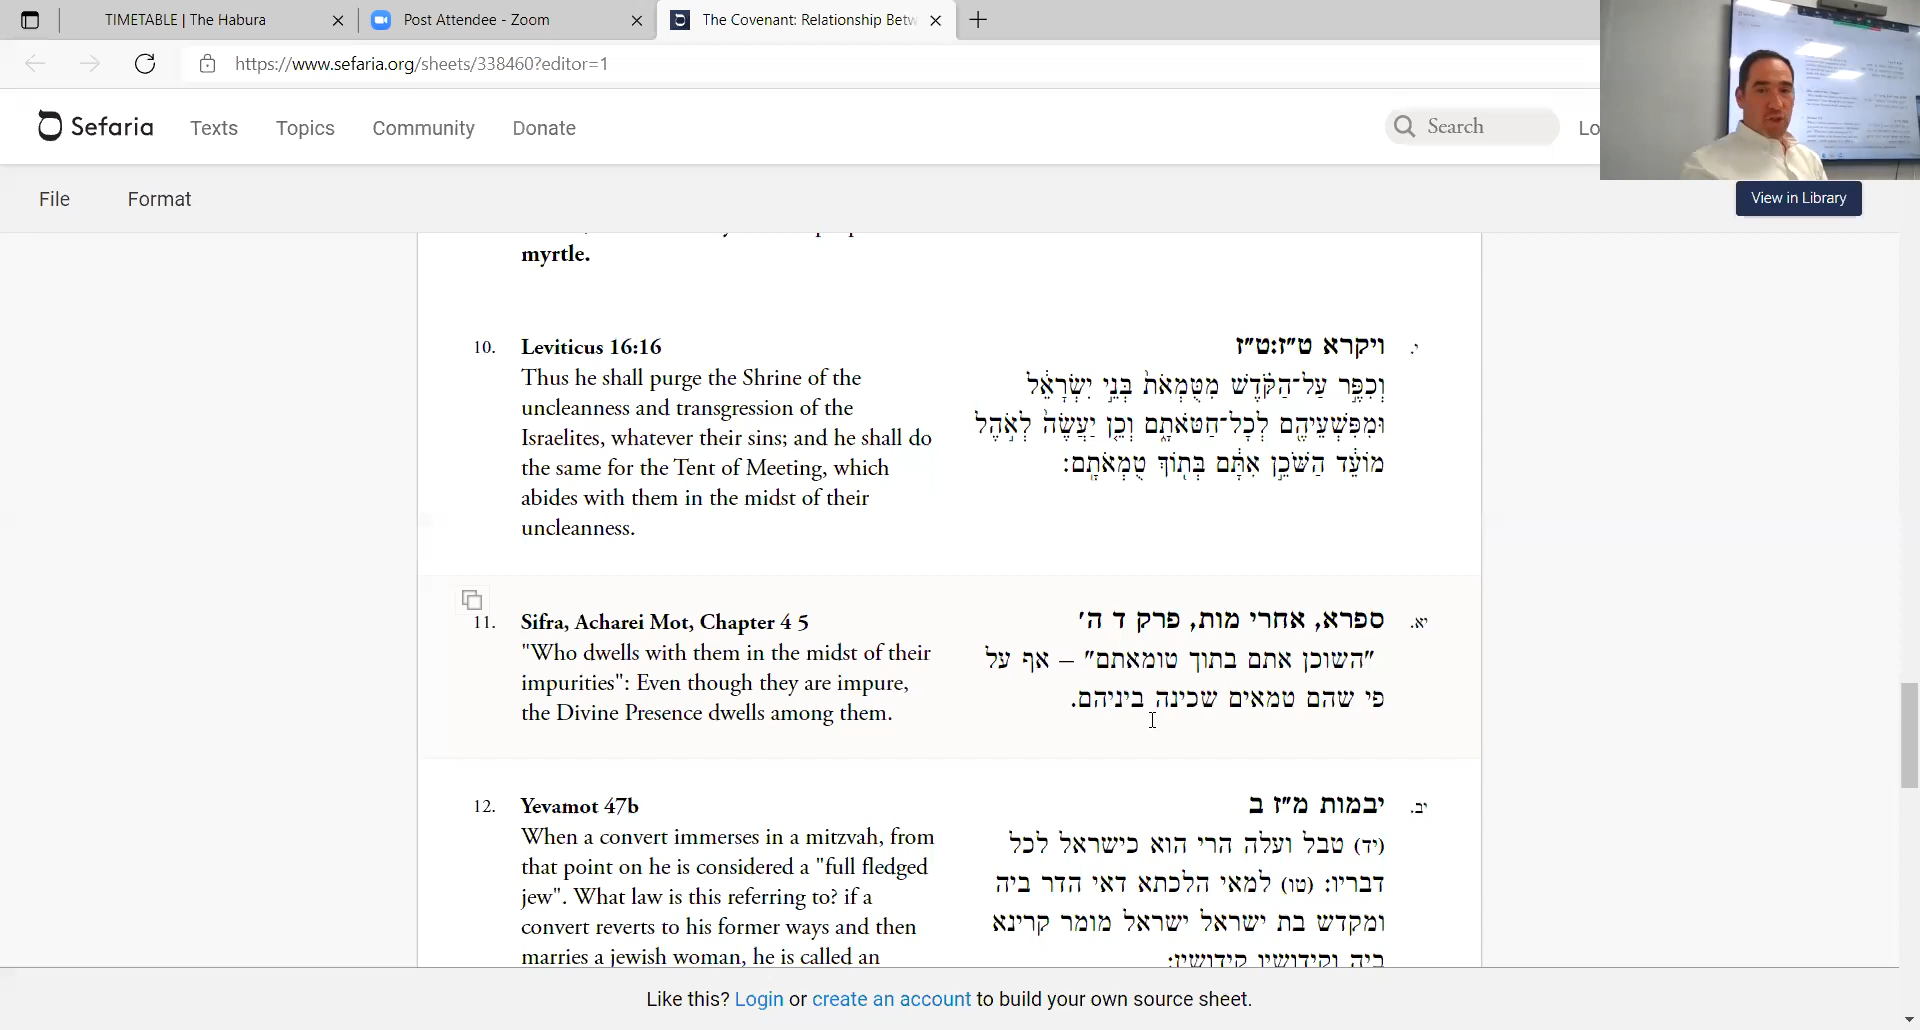 TIMETABLE | The Habura
Post Attendee - Zoom
The Covenant: Relationship Betw
https://www.sefaria.org/sheets/338460?editor=1
Sefaria
Texts
Topics
Community
Donate
Search
Lo
File
Format
View in Library
myrtle.
10. Leviticus 16:16
Thus he shall purge the Shrine of the
uncleanness and transgression of the
Israelites, whatever their sins; and he shall do
the same for the Tent of Meeting, which
abides with them in the midst of their
uncleanness.
י. ויקרא ט״ז:ט״ז
וְכִפֶּ֣ר עַל־הַקֹּ֗דֶשׁ מִטֻּמְאֹת֙ בְּנֵ֣י יִשְׂרָאֵ֔ל
וּמִפִּשְׁעֵיהֶ֖ם לְכׇל־חַטֹּאתָ֑ם וְכֵ֤ן יַעֲשֶׂה֙ לְאֹ֣הֶל
מוֹעֵ֔ד הַשֹּׁכֵ֣ן אִתָּ֔ם בְּת֖וֹךְ טֻמְאֹתָֽם׃
11. Sifra, Acharei Mot, Chapter 4 5
"Who dwells with them in the midst of their
impurities": Even though they are impure,
the Divine Presence dwells among them.
יא. ספרא, אחרי מות, פרק ד ה׳
"השוכן אתם בתוך טומאתם" – אף על
פי שהם טמאים שכינה ביניהם.
12. Yevamot 47b
When a convert immerses in a mitzvah, from
that point on he is considered a "full fledged
jew". What law is this referring to? if a
convert reverts to his former ways and then
marries a jewish woman, he is called an
יב. יבמות מ״ז ב
(יד) טבל ועלה הרי הוא כישראל לכל
דבריו: (טו) למאי הלכתא דאי הדר ביה
ומקדש בת ישראל ישראל מומר קרינא
ביה וקידושיו קידושין:
Like this? Login or create an account to build your own source sheet.